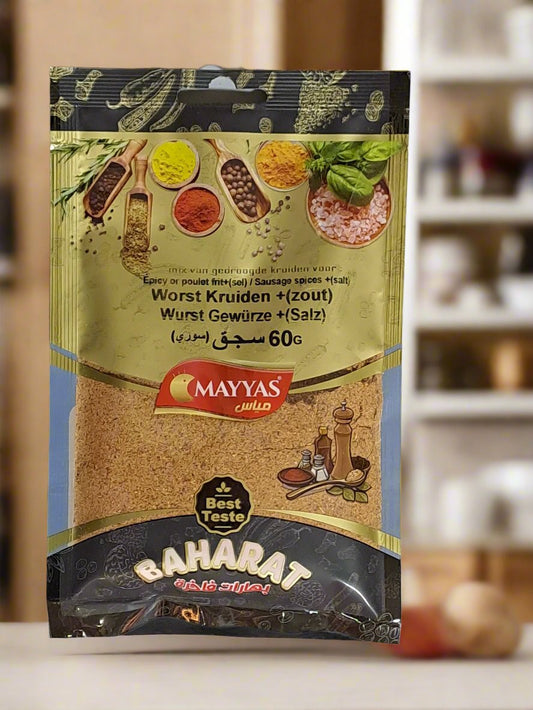 mix van gedroogde kruiden voor:
Epicy or poulet frit+(sel) / Sausage spices +(salt)
Worst Kruiden +(zout)
Wurst Gewürze +(Salz)
سجق (سوري) 60G
MAYYAS®
مياس
Best
Teste
BAHARAT
بهارات فاخرة